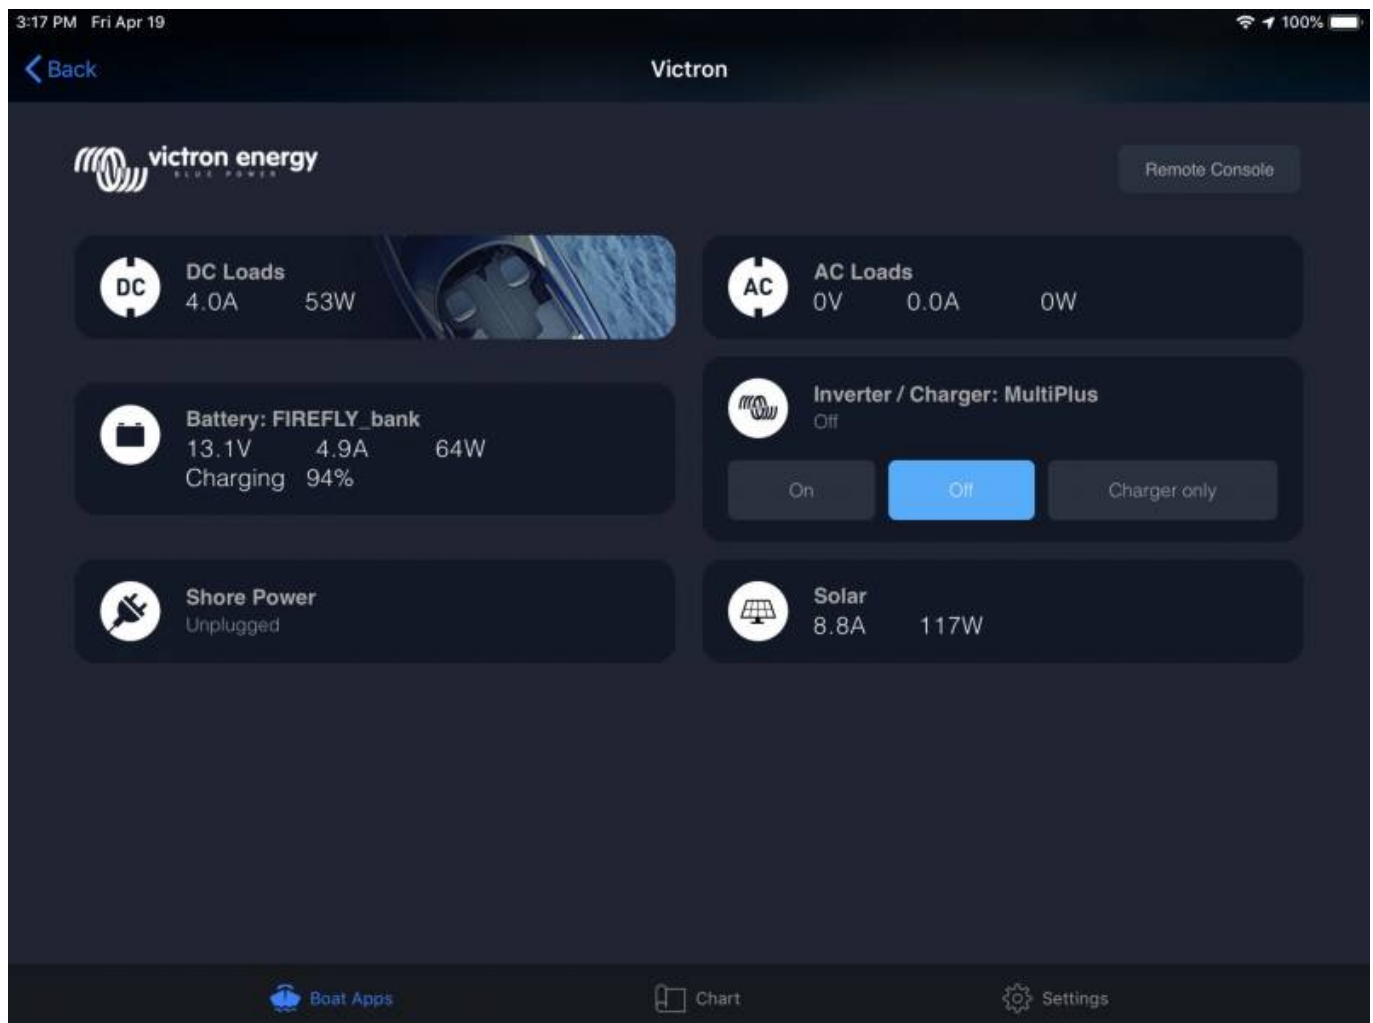 3:17 PM Fri Apr 19 100%
Back Victron
victron energy
BLUE POWER
Remote Console
DC
DC Loads
4.0A 53W
AC
AC Loads
0V 0.0A 0W
Battery: FIREFLY_bank
13.1V 4.9A 64W
Charging 94%
Inverter / Charger: MultiPlus
Off
On Off Charger only
Shore Power
Unplugged
Solar
8.8A 117W
Boat Apps Chart Settings